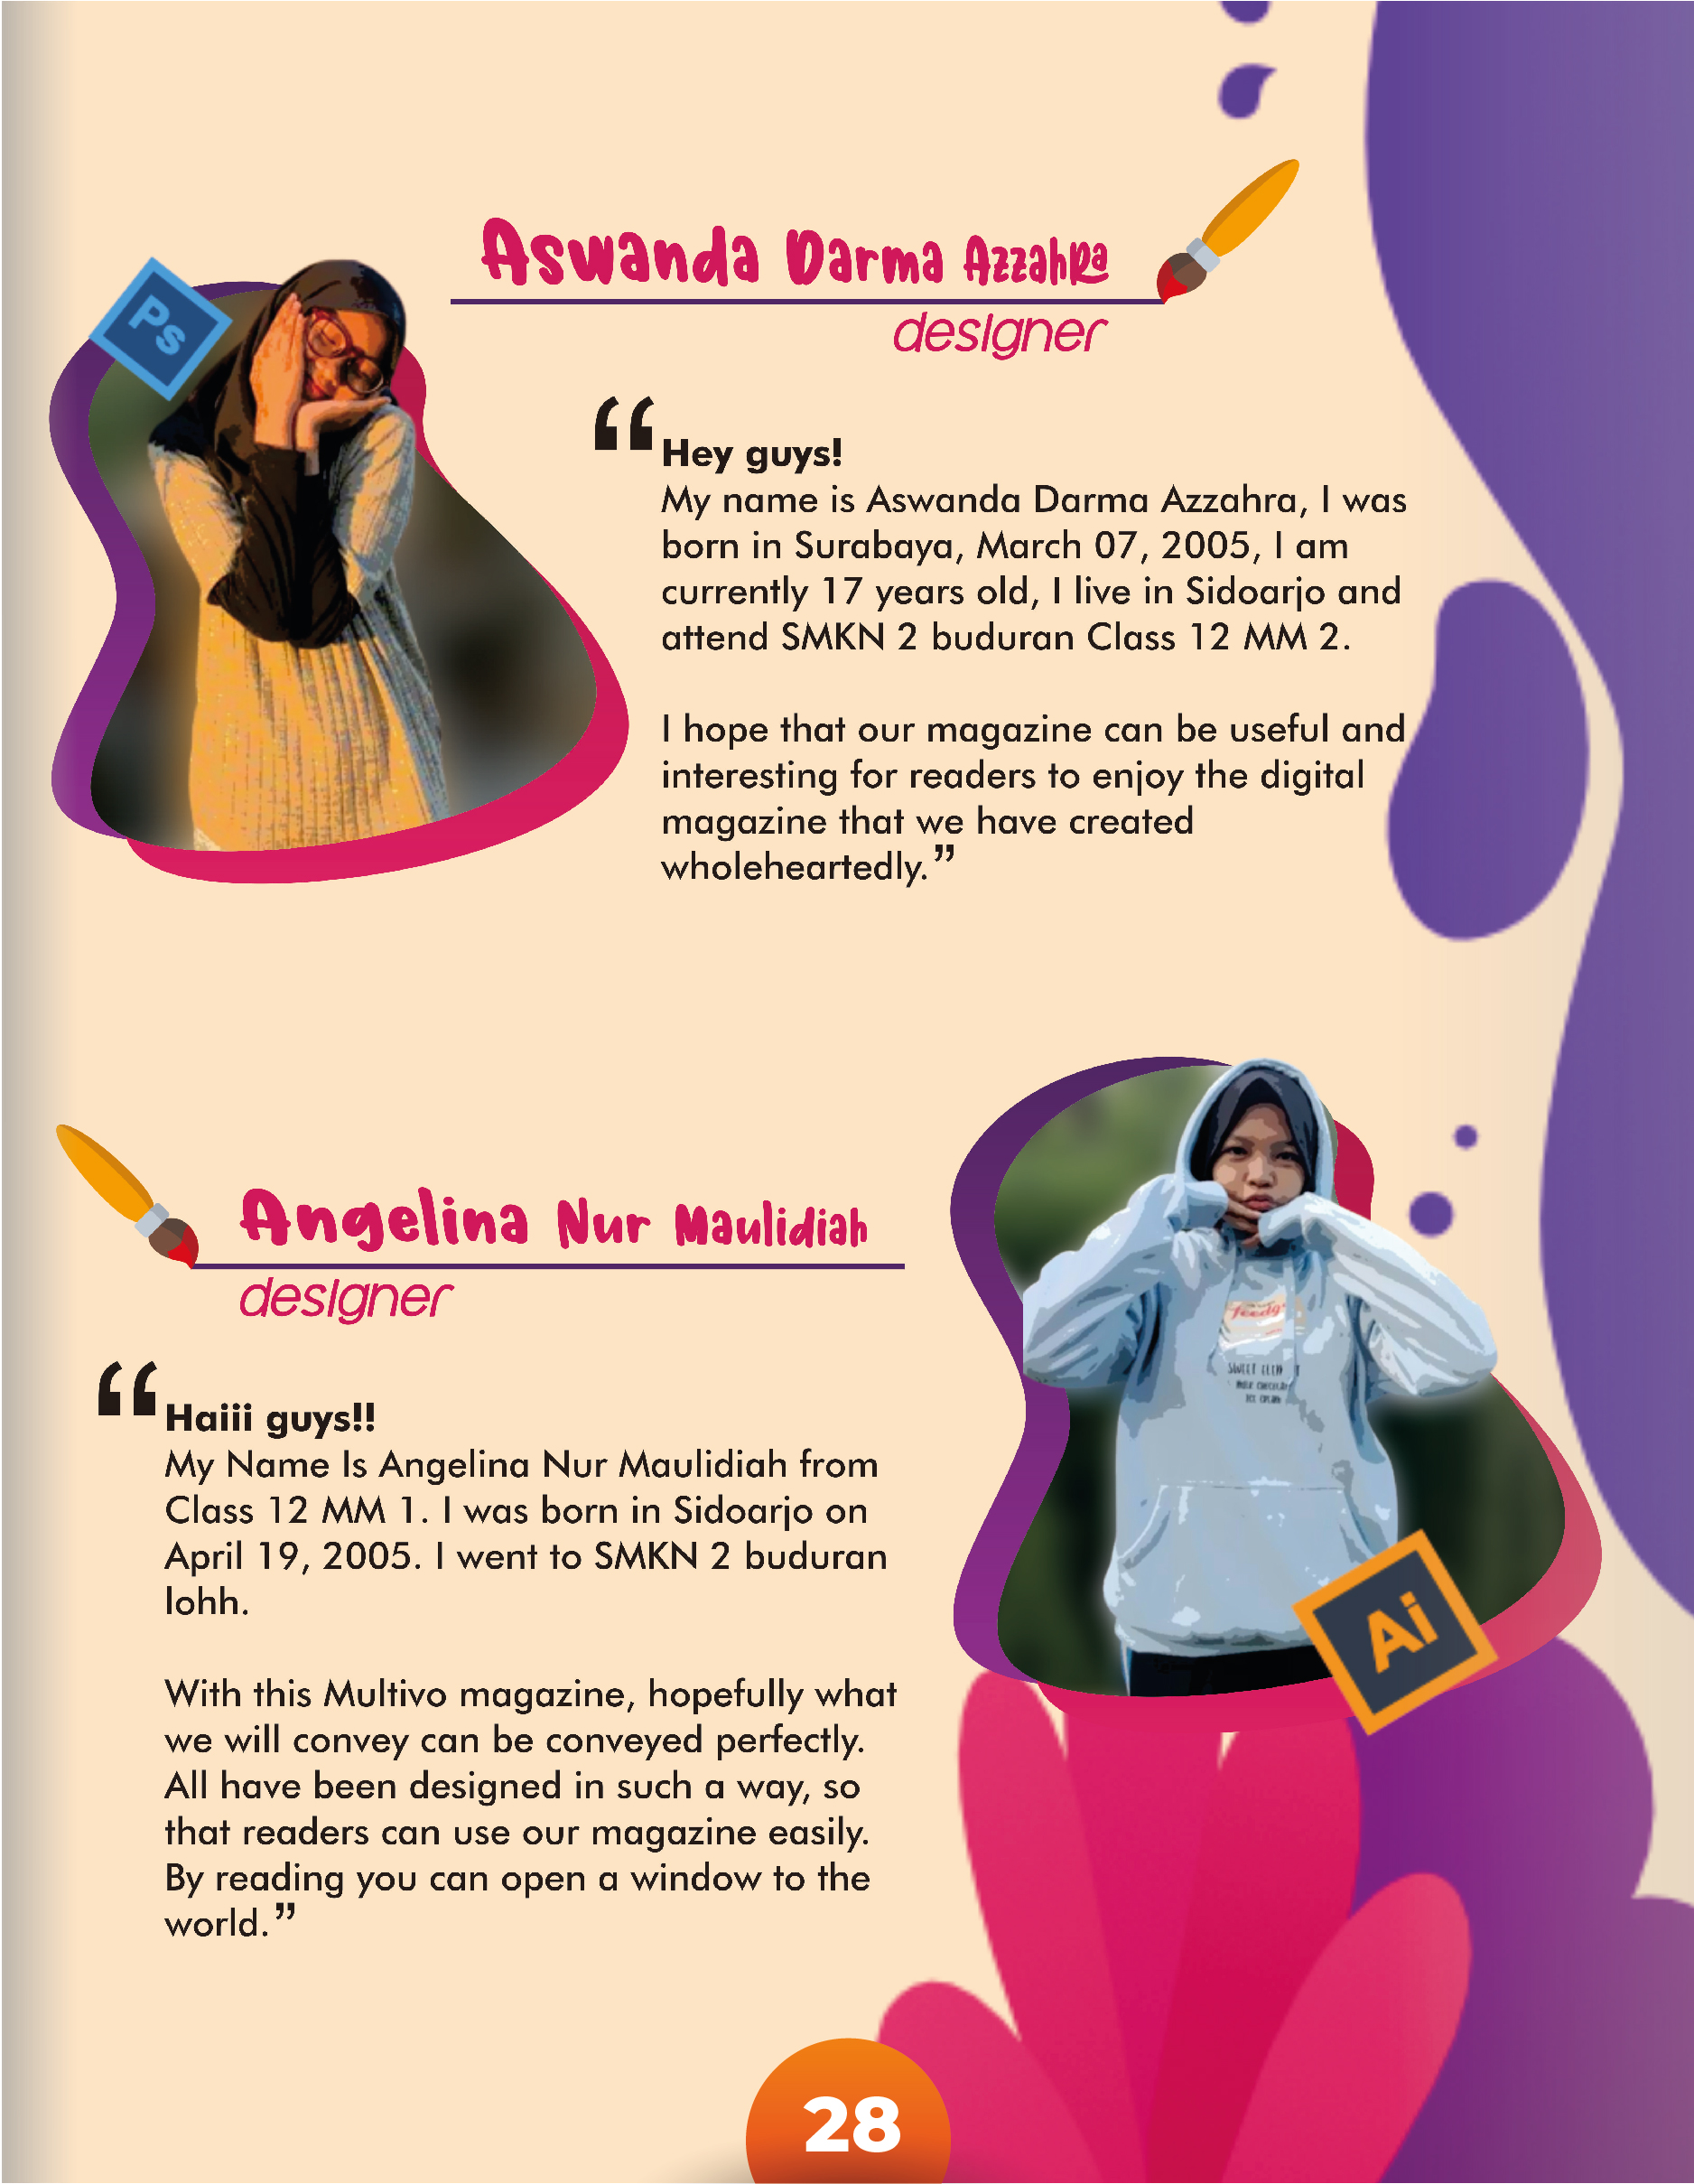 Aswanda Darma Azzahra
designer
Ps
“Hey guys!
My name is Aswanda Darma Azzahra, I was
born in Surabaya, March 07, 2005, I am
currently 17 years old, I live in Sidoarjo and
attend SMKN 2 buduran Class 12 MM 2.
I hope that our magazine can be useful and
interesting for readers to enjoy the digital
magazine that we have created
wholeheartedly.”
Angelina Nur Maulidiah
designer
“Haiii guys!!
My Name Is Angelina Nur Maulidiah from
Class 12 MM 1. I was born in Sidoarjo on
April 19, 2005. I went to SMKN 2 buduran
lohh.
With this Multivo magazine, hopefully what
we will convey can be conveyed perfectly.
All have been designed in such a way, so
that readers can use our magazine easily.
By reading you can open a window to the
world.”
SWEET
Ai
28